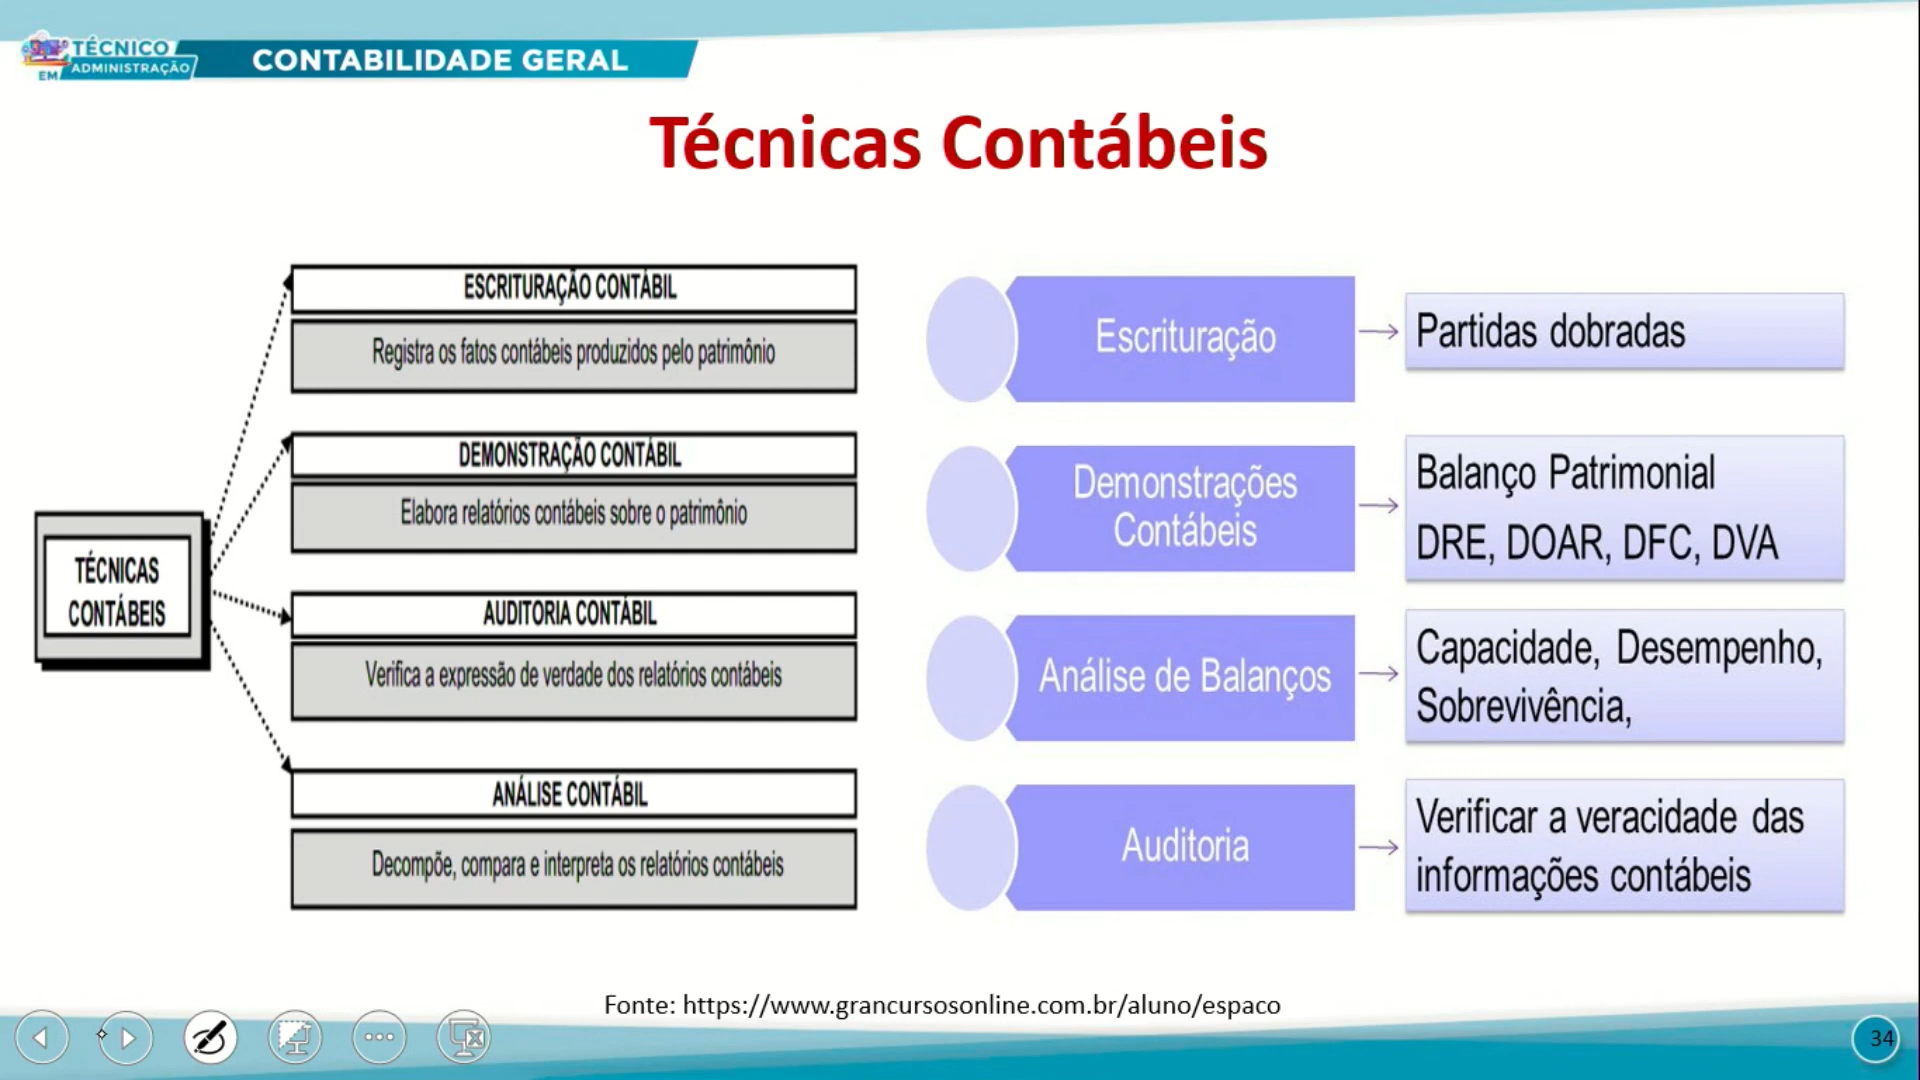 TÉCNICO
EM ADMINISTRAÇÃO
CONTABILIDADE GERAL
Técnicas Contábeis
TÉCNICAS
CONTÁBEIS
ESCRITURAÇÃO CONTÁBIL
Registra os fatos contábeis produzidos pelo patrimônio
DEMONSTRAÇÃO CONTÁBIL
Elabora relatórios contábeis sobre o patrimônio
AUDITORIA CONTÁBIL
Verifica a expressão de verdade dos relatórios contábeis
ANÁLISE CONTÁBIL
Decompõe, compara e interpreta os relatórios contábeis
Escrituração
Partidas dobradas
Demonstrações
Contábeis
Balanço Patrimonial
DRE, DOAR, DFC, DVA
Análise de Balanços
Capacidade, Desempenho,
Sobrevivência,
Auditoria
Verificar a veracidade das
informações contábeis
Fonte: https://www.grancursosonline.com.br/aluno/espaco
34